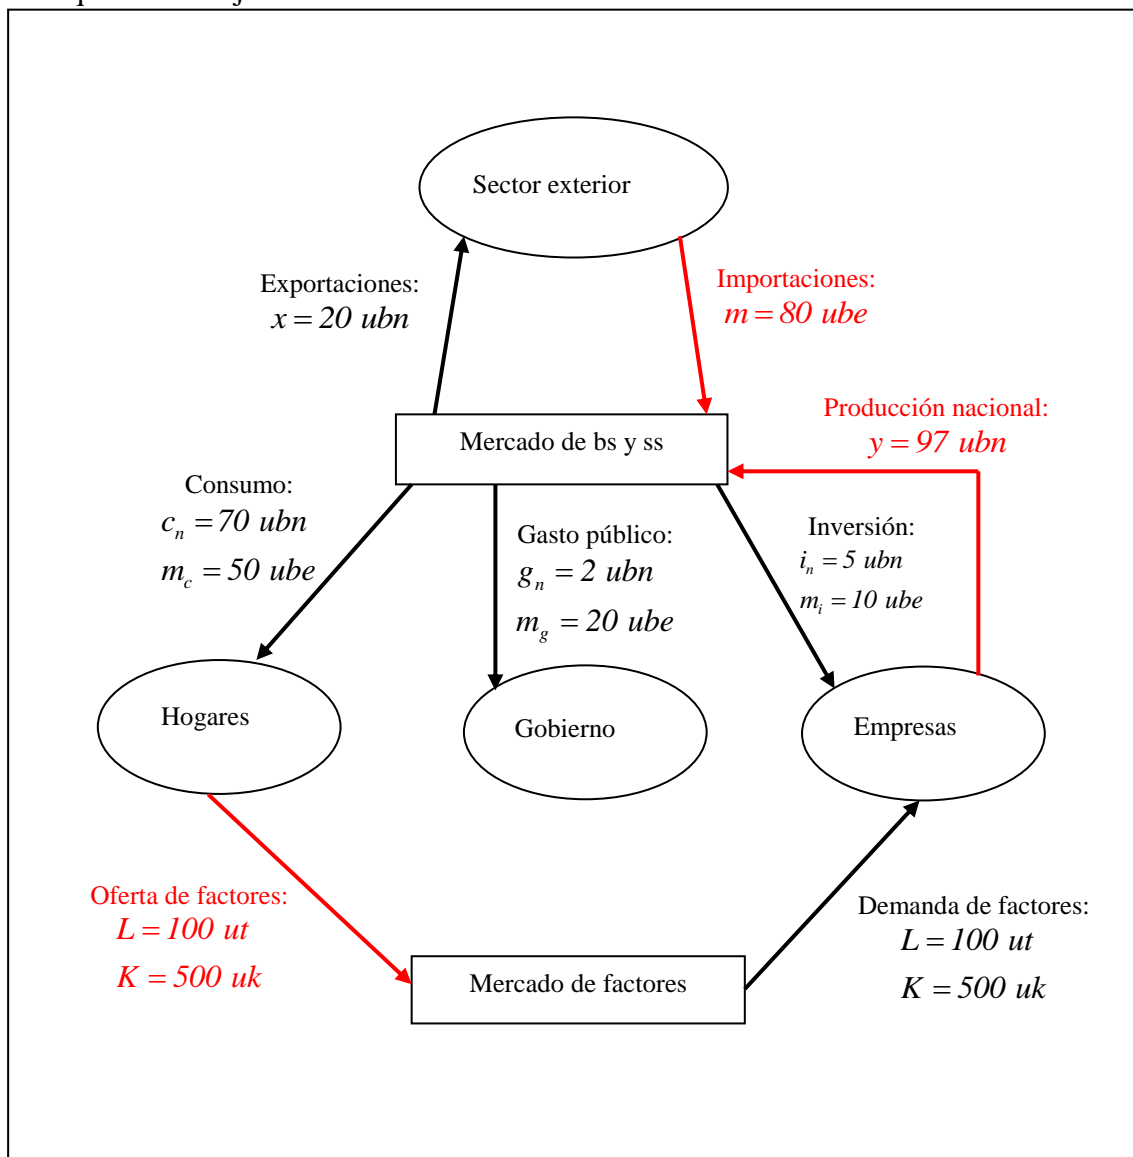 Sector exterior
Exportaciones:
x = 20 ubn
Importaciones:
m = 80 ube
Producción nacional:
y = 97 ubn
Mercado de bs y ss
Consumo:
c_n = 70 ubn
m_c = 50 ube
Gasto público:
g_n = 2 ubn
m_g = 20 ube
Inversión:
i_n = 5 ubn
m_i = 10 ube
Hogares
Gobierno
Empresas
Oferta de factores:
L = 100 ut
K = 500 uk
Demanda de factores:
L = 100 ut
K = 500 uk
Mercado de factores